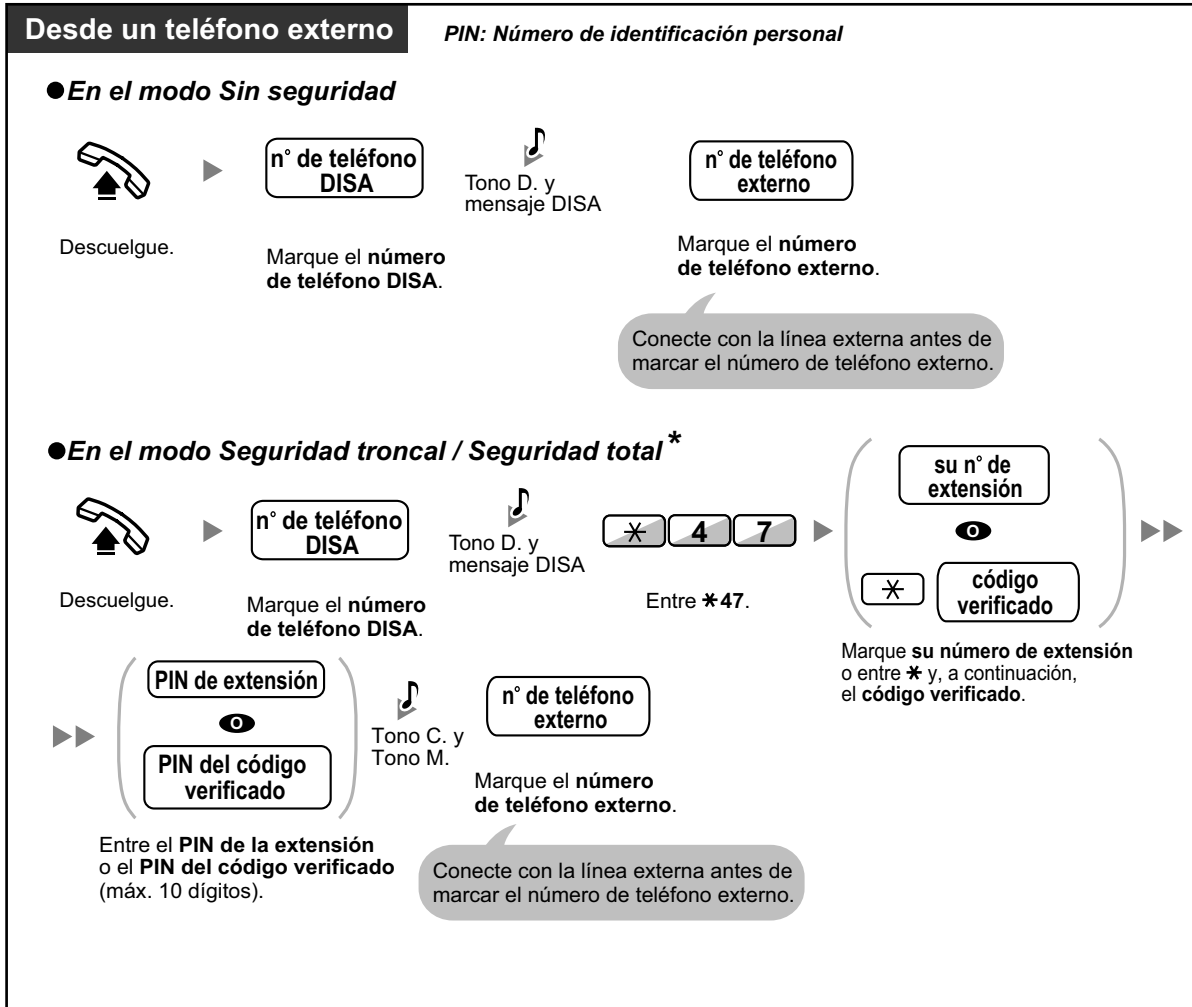 Desde un teléfono externo
PIN: Número de identificación personal
●En el modo Sin seguridad
n° de teléfono
DISA
Tono D. y
mensaje DISA
n° de teléfono
externo
Descuelgue.
Marque el número
de teléfono DISA.
Marque el número
de teléfono externo.
Conecte con la línea externa antes de
marcar el número de teléfono externo.
●En el modo Seguridad troncal / Seguridad total*
n° de teléfono
DISA
Tono D. y
mensaje DISA
* 4 7
su n° de
extensión
o
* código
verificado
Descuelgue.
Marque el número
de teléfono DISA.
Entre *47.
Marque su número de extensión
o entre * y, a continuación,
el código verificado.
PIN de extensión
o
PIN del código
verificado
Tono C. y
Tono M.
n° de teléfono
externo
Entre el PIN de la extensión
o el PIN del código verificado
(máx. 10 dígitos).
Marque el número
de teléfono externo.
Conecte con la línea externa antes de
marcar el número de teléfono externo.